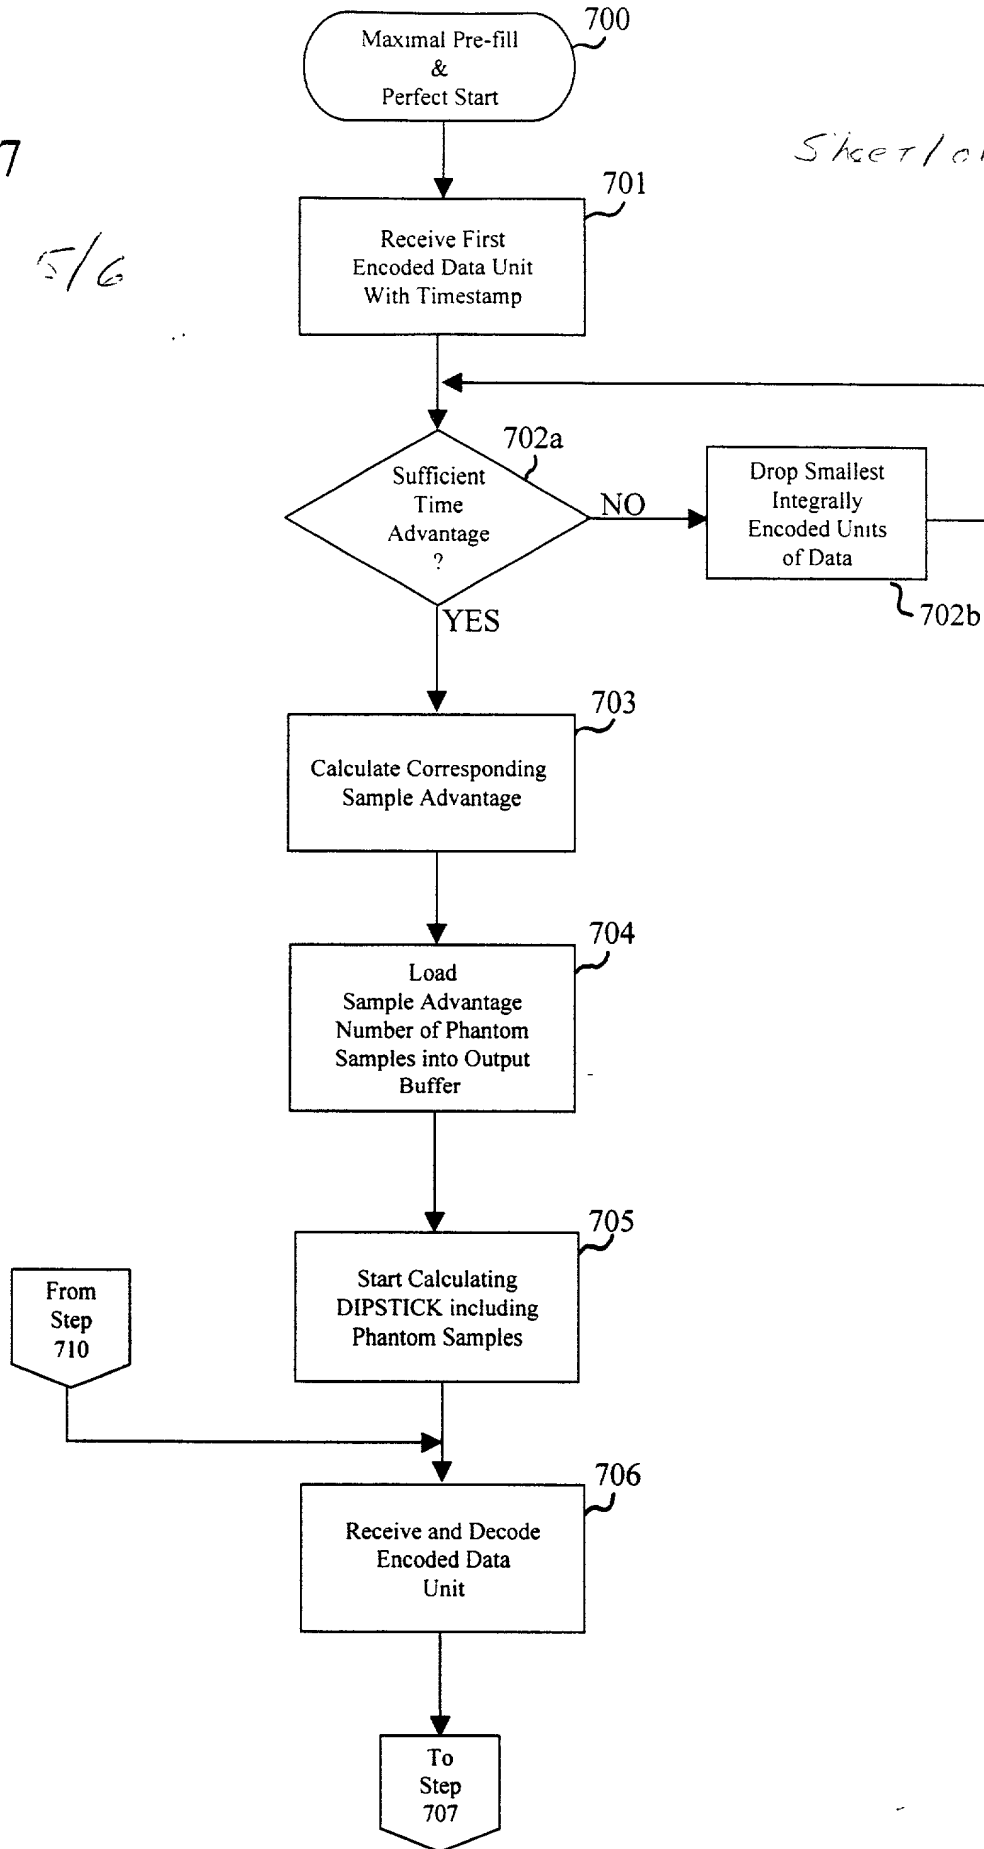 700
Maximal Pre-fill
&
Perfect Start
7
5/6
701
Receive First
Encoded Data Unit
With Timestamp
702a
Sufficient
Time
Advantage
?
NO
Drop Smallest
Integrally
Encoded Units
of Data
702b
YES
703
Calculate Corresponding
Sample Advantage
704
Load
Sample Advantage
Number of Phantom
Samples into Output
Buffer
705
Start Calculating
DIPSTICK including
Phantom Samples
From
Step
710
706
Receive and Decode
Encoded Data
Unit
To
Step
707